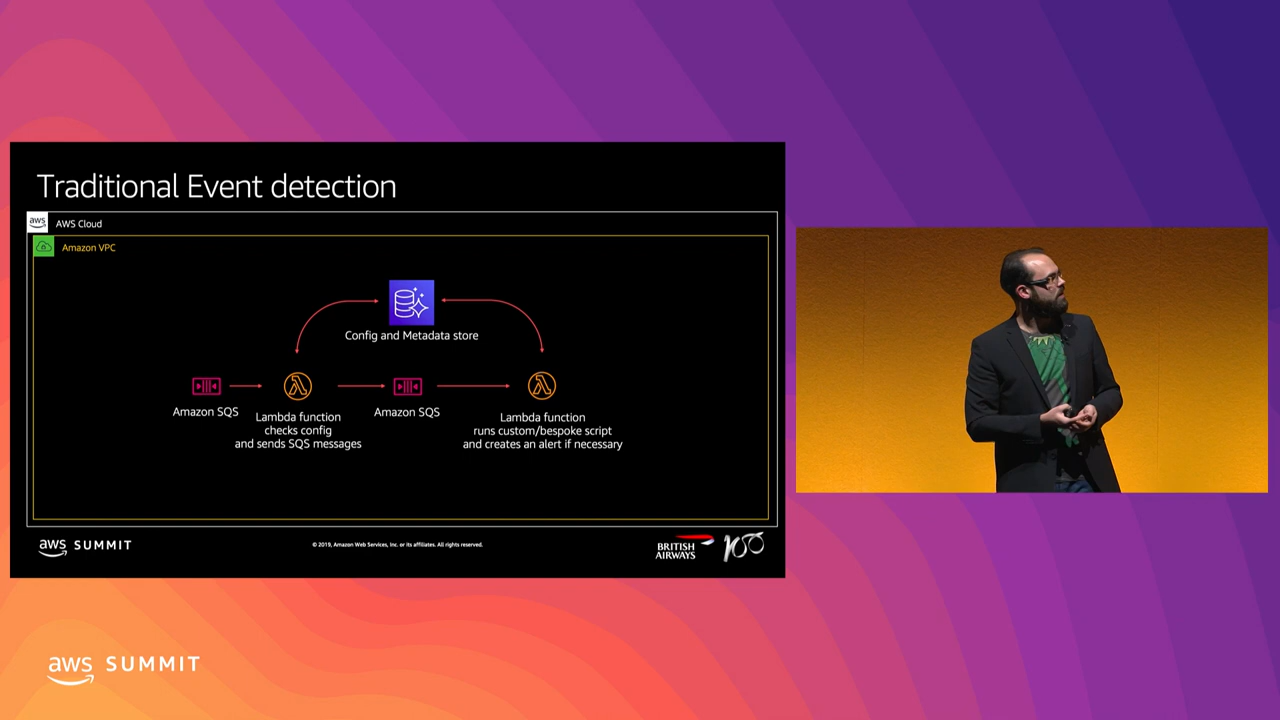 Traditional Event detection
aws
AWS Cloud
Amazon VPC
Config and Metadata store
Amazon SQS
Lambda function
checks config
and sends SQS messages
Amazon SQS
Lambda function
runs custom/bespoke script
and creates an alert if necessary
aws SUMMIT
© 2019, Amazon Web Services, Inc. or its affiliates. All rights reserved.
BRITISH
AIRWAYS
100
aws SUMMIT